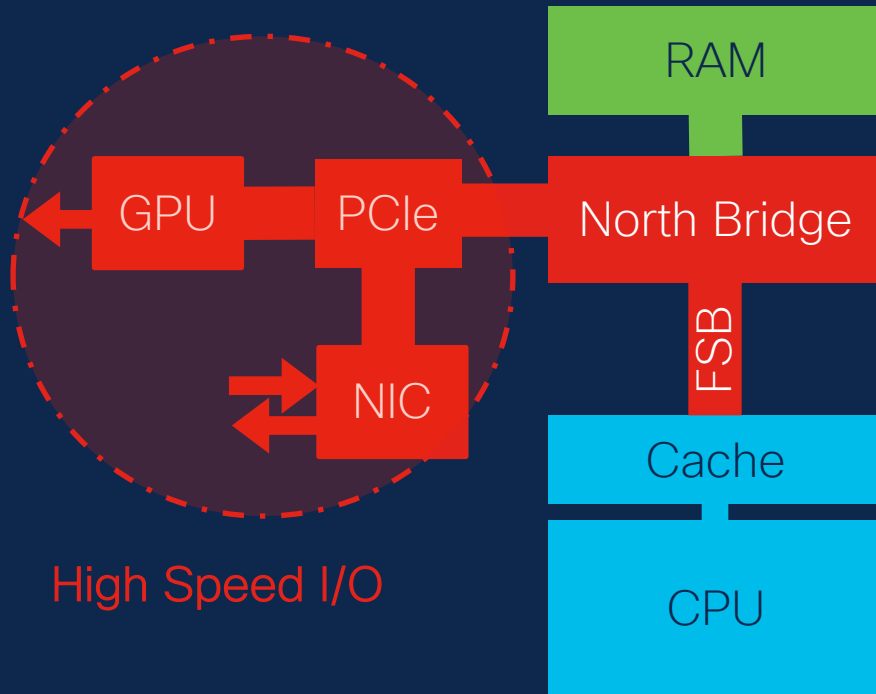 RAM
GPU
PCIe
North Bridge
FSB
NIC
Cache
High Speed I/O
CPU